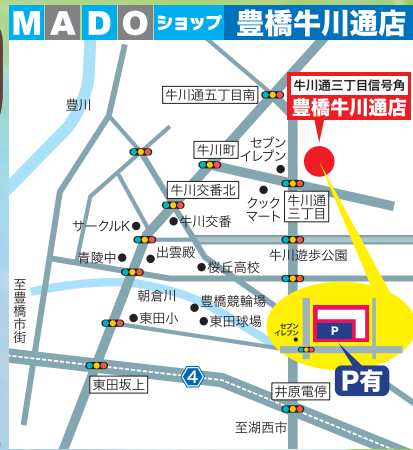 MADOショップ 豊橋牛川通店
牛川通三丁目信号角
豊橋牛川通店
豊川
牛川通五丁目南
牛川町
セブン
イレブン
牛川交番北
クック
マート
牛川通
三丁目
サークルK
牛川交番
牛川遊歩公園
青陵中
出雲殿
桜丘高校
至豊橋市街
朝倉川
豊橋競輪場
東田小
東田球場
セブン
イレブン
P
P有
東田坂上
4
井原電停
至湖西市